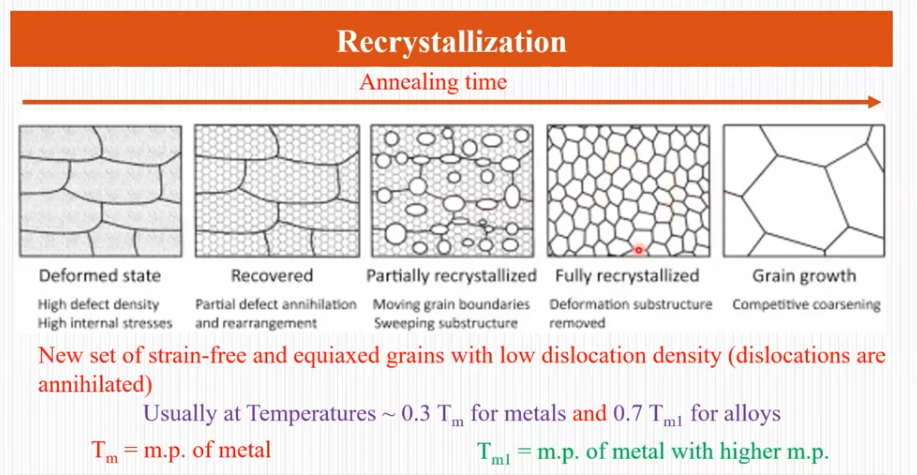 Recrystallization
Annealing time
Deformed state
High defect density
High internal stresses
Recovered
Partial defect annihilation
and rearrangement
Partially recrystallized
Moving grain boundaries
Sweeping substructure
Fully recrystallized
Deformation substructure
removed
Grain growth
Competitive coarsening
New set of strain-free and equiaxed grains with low dislocation density (dislocations are
annihilated)
Usually at Temperatures ~ 0.3 Tm for metals and 0.7 Tm1 for alloys
Tm = m.p. of metal
Tm1 = m.p. of metal with higher m.p.